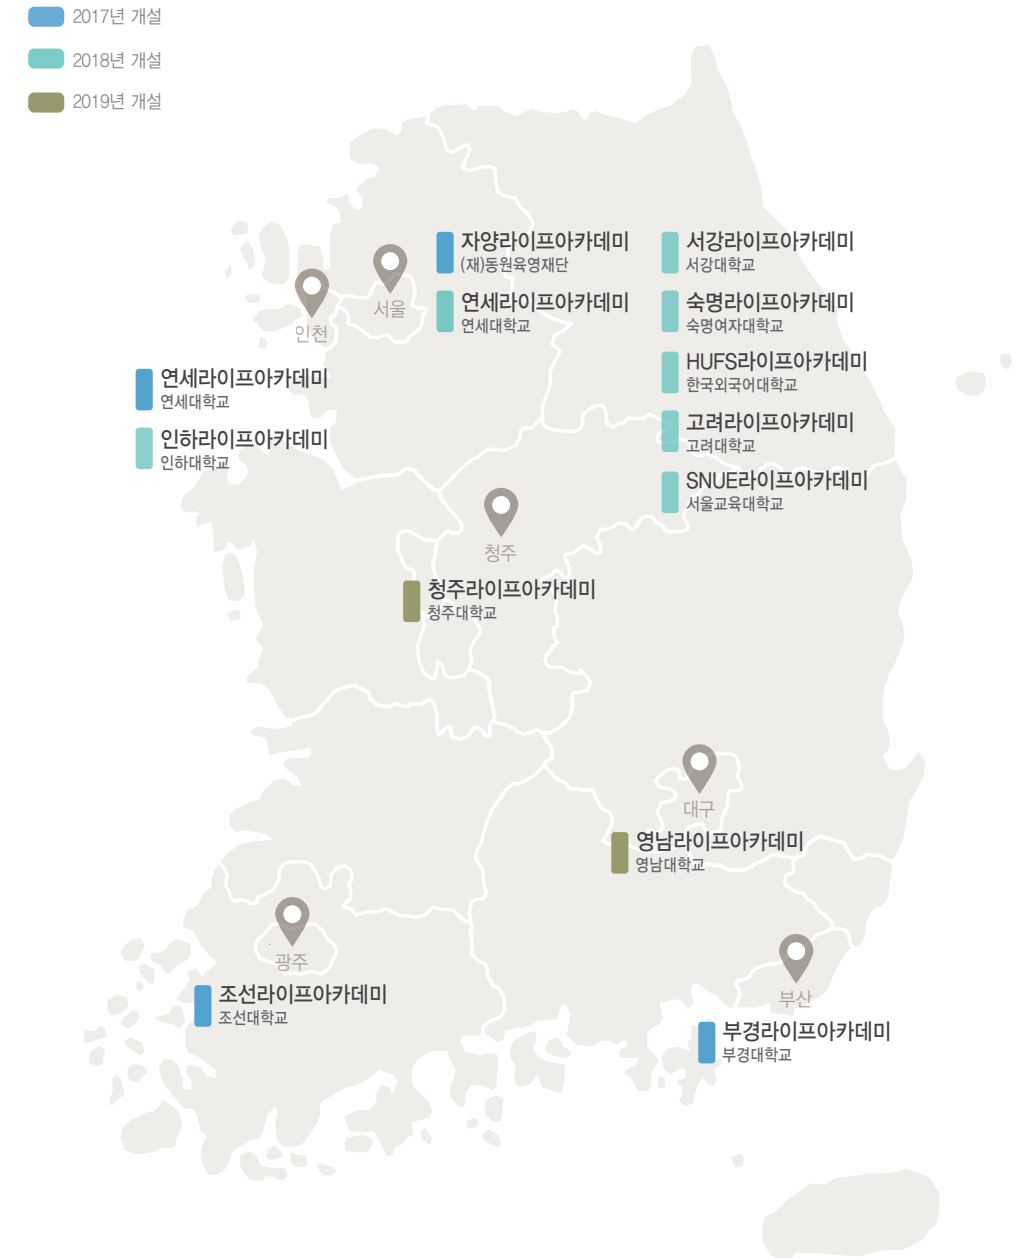 2017년 개설
2018년 개설
2019년 개설
서울
자양라이프아카데미
(재)동원육영재단
연세라이프아카데미
연세대학교
서강라이프아카데미
서강대학교
숙명라이프아카데미
숙명여자대학교
HUFS라이프아카데미
한국외국어대학교
고려라이프아카데미
고려대학교
SNUE라이프아카데미
서울교육대학교
인천
연세라이프아카데미
연세대학교
인하라이프아카데미
인하대학교
청주
청주라이프아카데미
청주대학교
대구
영남라이프아카데미
영남대학교
광주
조선라이프아카데미
조선대학교
부산
부경라이프아카데미
부경대학교